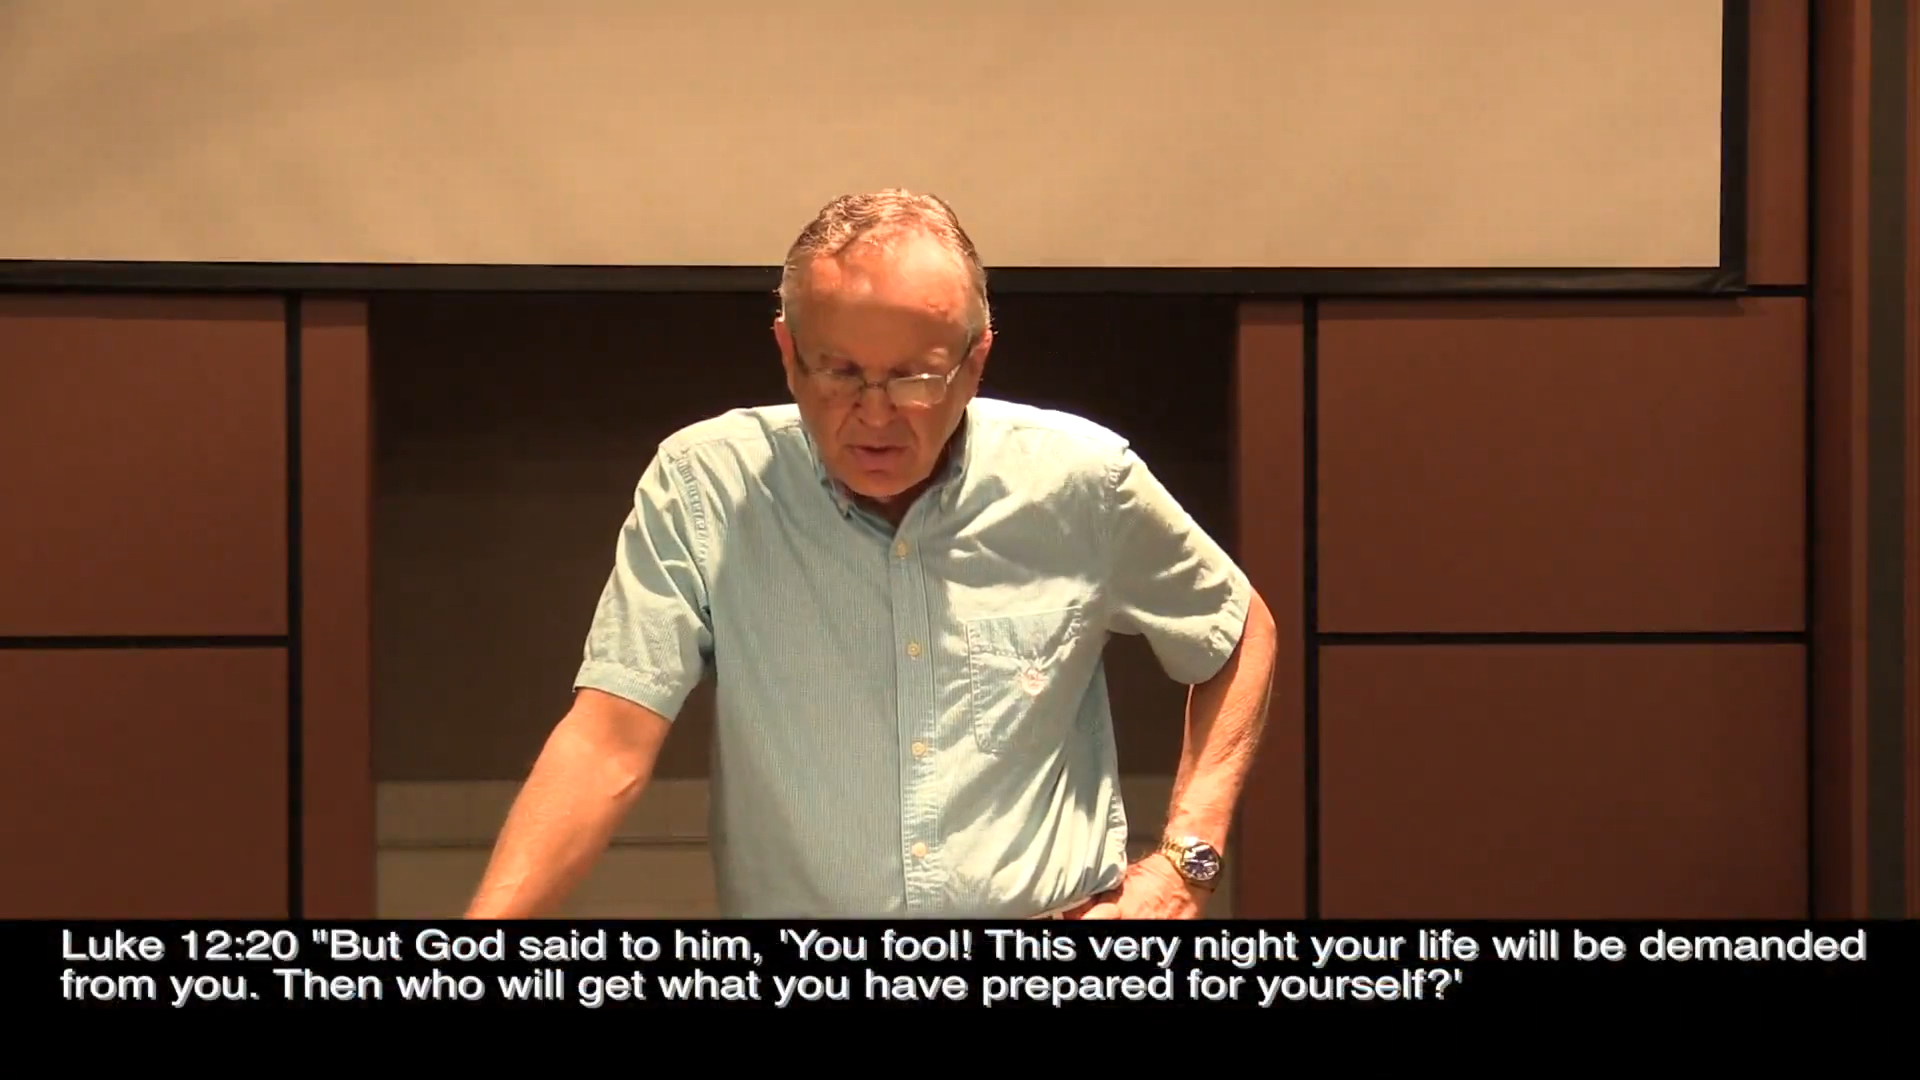 Luke 12:20 "But God said to him, 'You fool! This very night your life will be demanded
from you. Then who will get what you have prepared for yourself?'